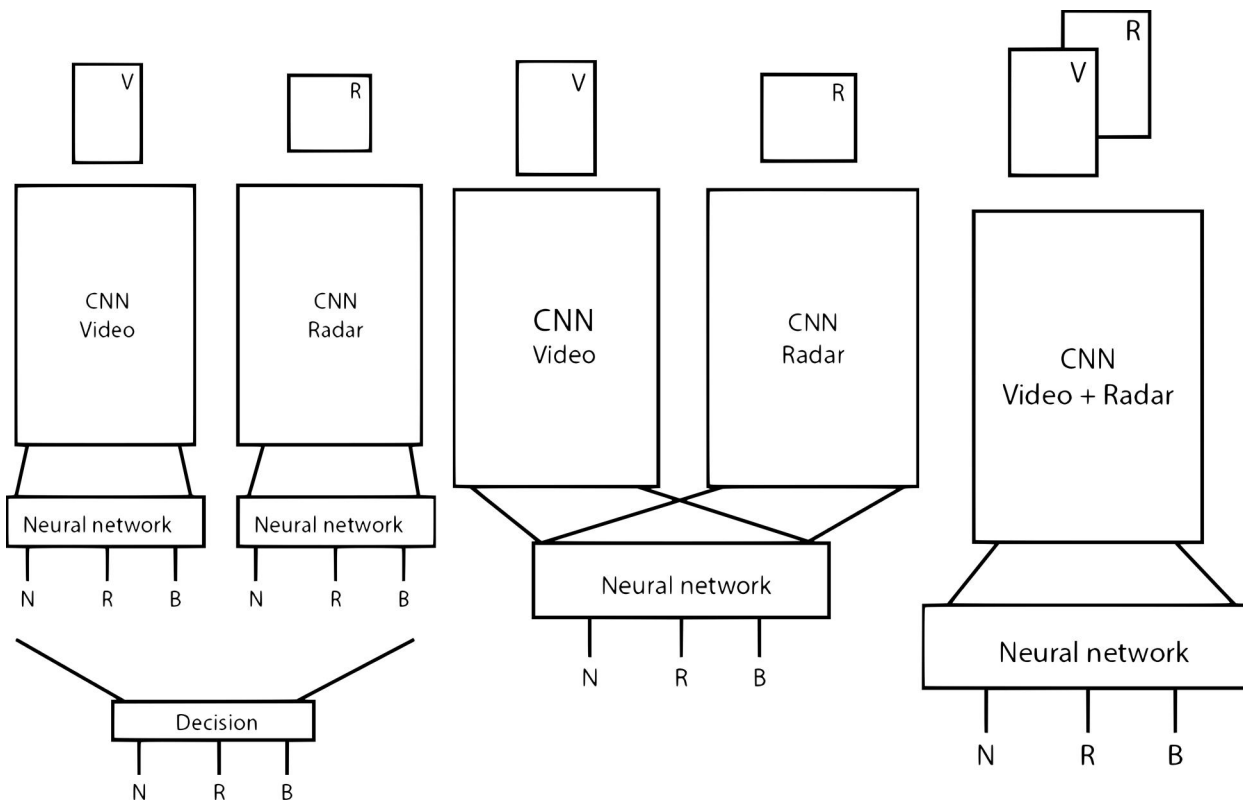 V
R
CNN
Video
CNN
Radar
Neural network
Neural network
N R B
N R B
Decision
N R B
V
R
CNN
Video
CNN
Radar
Neural network
N R B
R
V
CNN
Video + Radar
Neural network
N R B